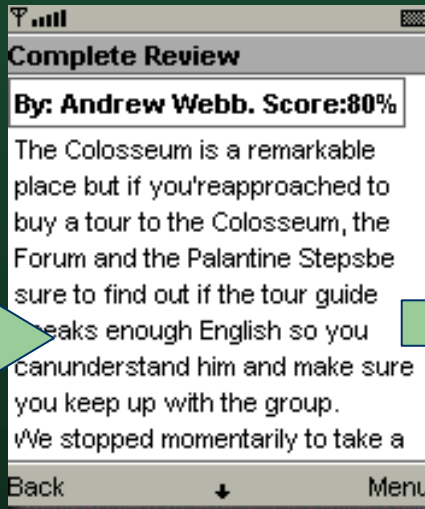 Complete Review
By: Andrew Webb. Score:80%
The Colosseum is a remarkable
place but if you'reapproached to
buy a tour to the Colosseum, the
Forum and the Palantine Stepsbe
sure to find out if the tour guide
enough English so you
canunderstand him and make sure
you keep up with the group.
We stopped momentarily to take a
Back Menu